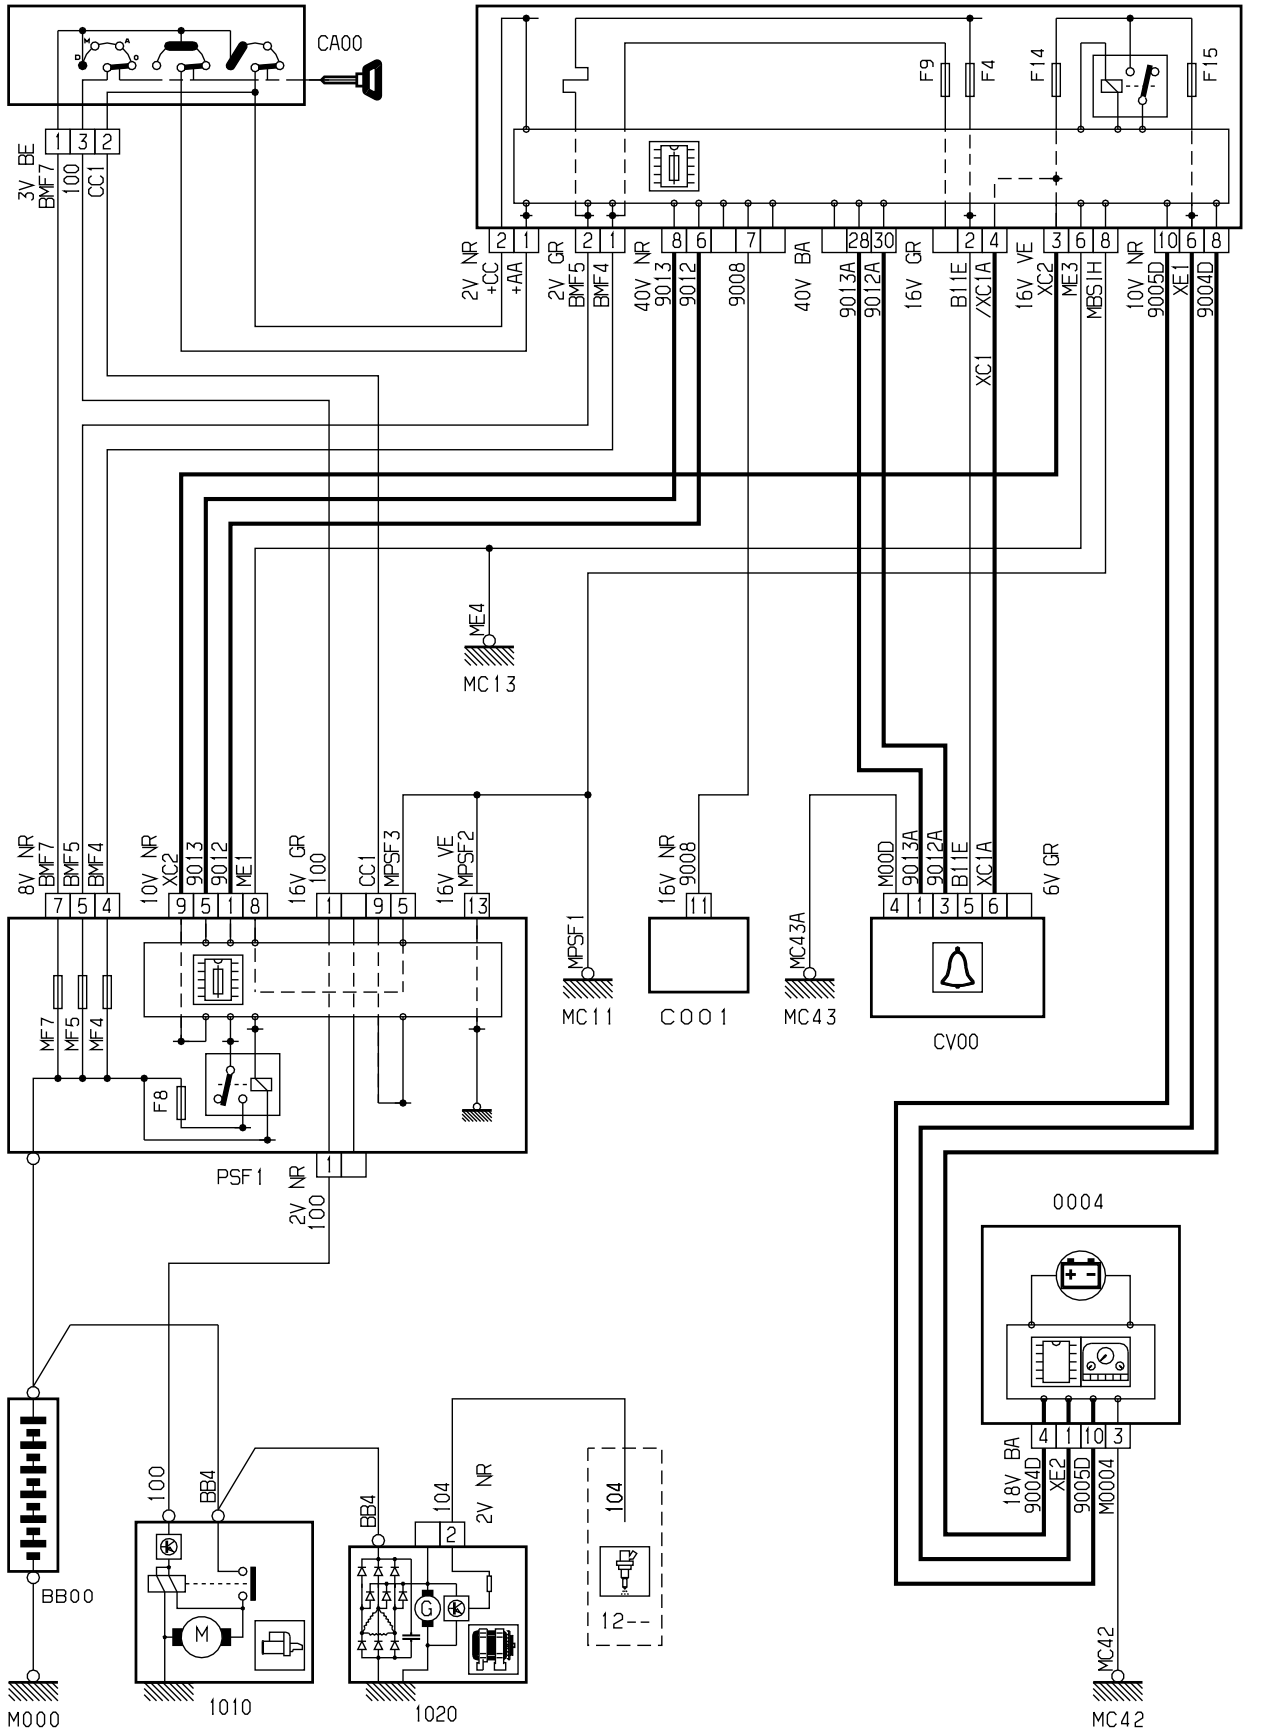 CA00
M A
D O
1 3 2
3V BE
BMF7
100
CC1
F9
F4
F14
F15
2 1
2 1
8 6 7
28 30
2 4
3 6 8
10 6 8
2V NR
+CC
+AA
2V GR
BMF5
BMF4
40V NR
9013
9012
9008
40V BA
9013A
9012A
16V GR
B11E
/XC1A
XC1
16V VE
XC2
ME3
MBS1H
10V NR
9005D
XE1
9004D
ME4
MC13
8V NR
BMF7
BMF5
BMF4
10V NR
XC2
9013
9012
ME1
16V GR
100
CC1
MPSF3
16V VE
MPSF2
7 5 4
9 5 1 8
1 9 5
13
MF7
MF5
MF4
F8
PSF1
1
2V NR
100
MPSF1
MC11
16V NR
9008
11
C001
MC43A
MC43
M00D
9013A
9012A
B11E
XC1A
6V GR
4 1 3 5 6
CV00
0004
+ -
4 1 10 3
18V BA
9004D
XE2
9005D
M0004
MC42
MC42
BB00
M000
100
BB4
M
1010
BB4
104
2V NR
2
G
1020
104
12--